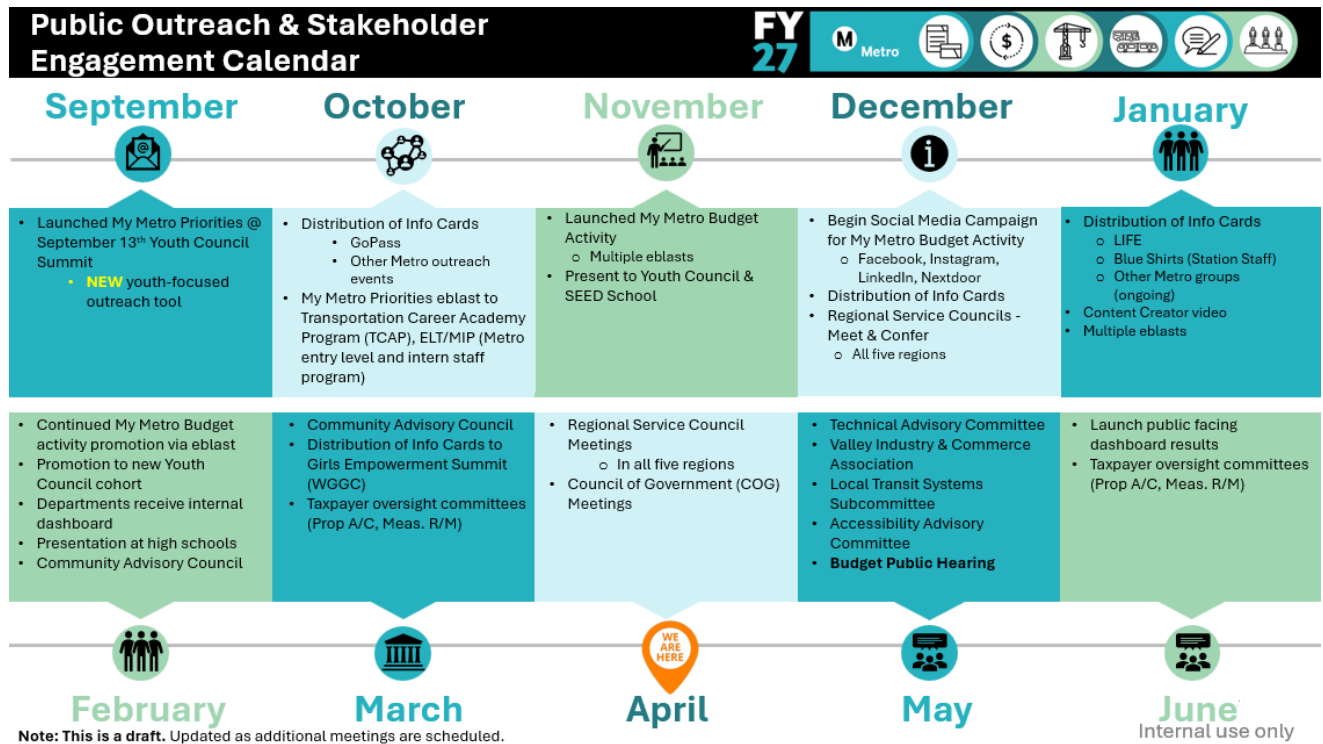 Public Outreach & Stakeholder
Engagement Calendar
FY
27
M
Metro
September
October
November
December
January
• Launched My Metro Priorities @
September 13th Youth Council
Summit
• NEW youth-focused
outreach tool
• Distribution of Info Cards
• GoPass
• Other Metro outreach
events
• My Metro Priorities eblast to
Transportation Career Academy
Program (TCAP), ELT/MIP (Metro
entry level and intern staff
program)
• Launched My Metro Budget
Activity
o Multiple eblasts
• Present to Youth Council &
SEED School
• Begin Social Media Campaign
for My Metro Budget Activity
o Facebook, Instagram,
LinkedIn, Nextdoor
• Distribution of Info Cards
• Regional Service Councils -
Meet & Confer
o All five regions
• Distribution of Info Cards
o LIFE
o Blue Shirts (Station Staff)
o Other Metro groups
(ongoing)
• Content Creator video
• Multiple eblasts
• Continued My Metro Budget
activity promotion via eblast
• Promotion to new Youth
Council cohort
• Departments receive internal
dashboard
• Presentation at high schools
• Community Advisory Council
• Community Advisory Council
• Distribution of Info Cards to
Girls Empowerment Summit
(WGGC)
• Taxpayer oversight committees
(Prop A/C, Meas. R/M)
• Regional Service Council
Meetings
o In all five regions
• Council of Government (COG)
Meetings
• Technical Advisory Committee
• Valley Industry & Commerce
Association
• Local Transit Systems
Subcommittee
• Accessibility Advisory
Committee
• Budget Public Hearing
• Launch public facing
dashboard results
• Taxpayer oversight committees
(Prop A/C, Meas. R/M)
WE
ARE
HERE
February
March
April
May
June
Note: This is a draft. Updated as additional meetings are scheduled.
Internal use only